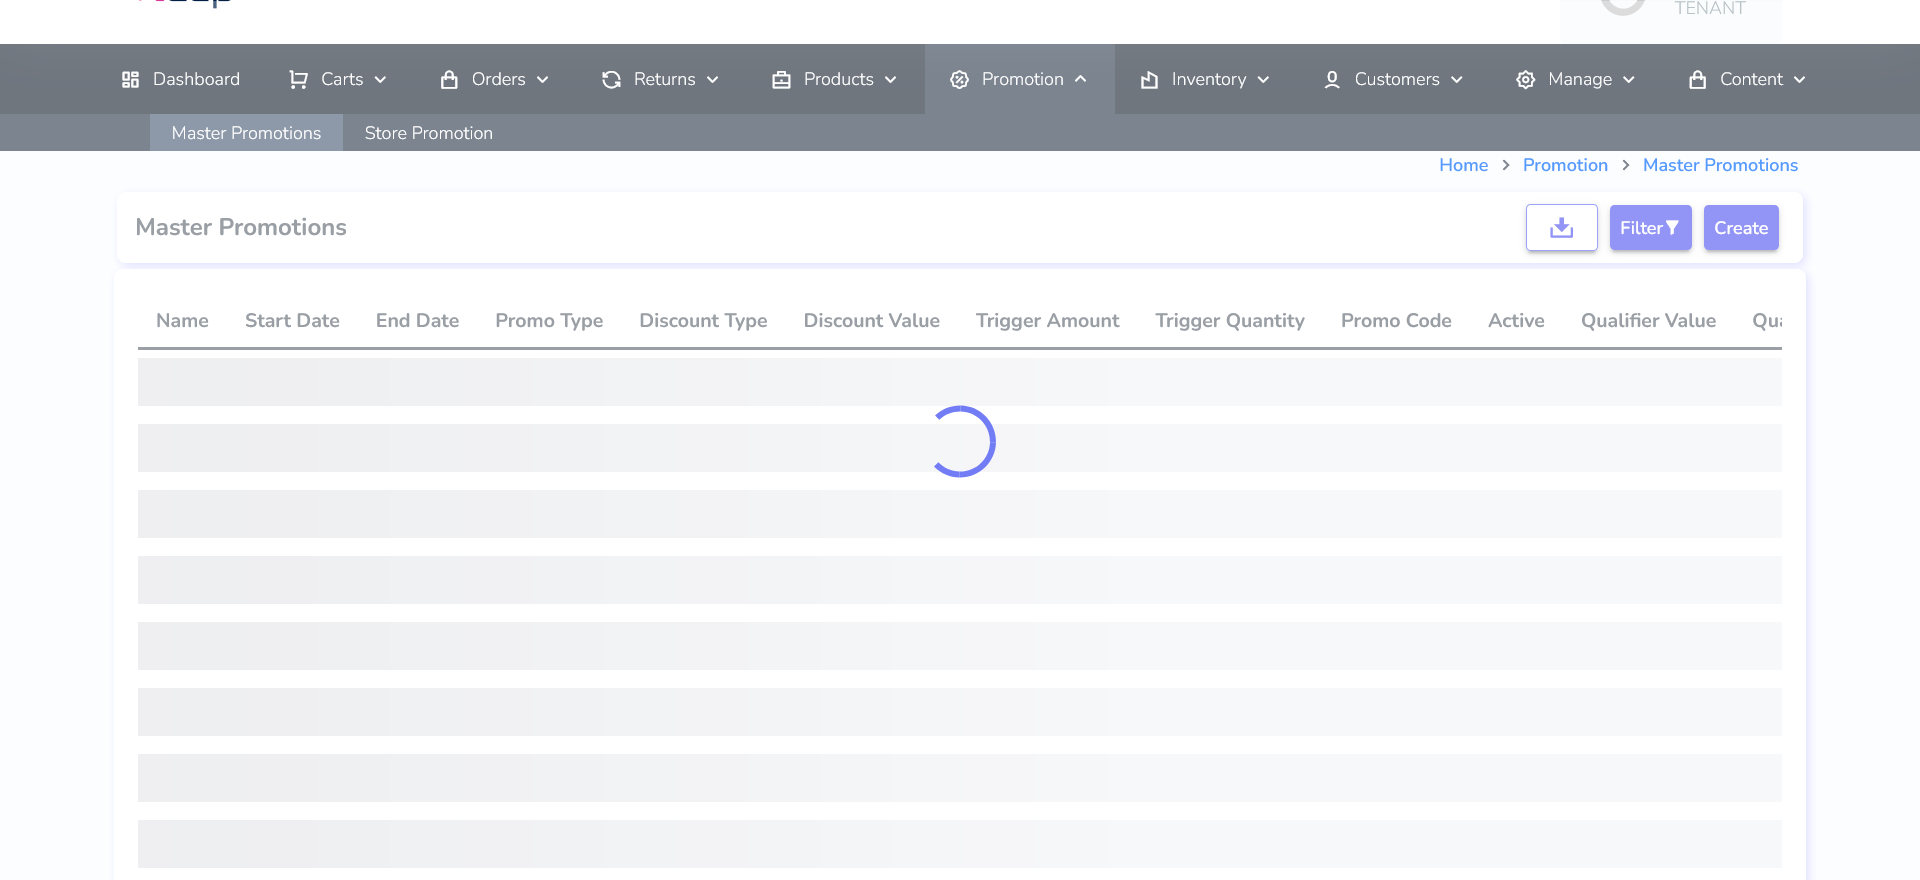 TENANT
Dashboard Carts Orders Returns Products Promotion Inventory Customers Manage Content
Master Promotions Store Promotion
Home > Promotion > Master Promotions
Master Promotions
Filter Create
Name Start Date End Date Promo Type Discount Type Discount Value Trigger Amount Trigger Quantity Promo Code Active Qualifier Value